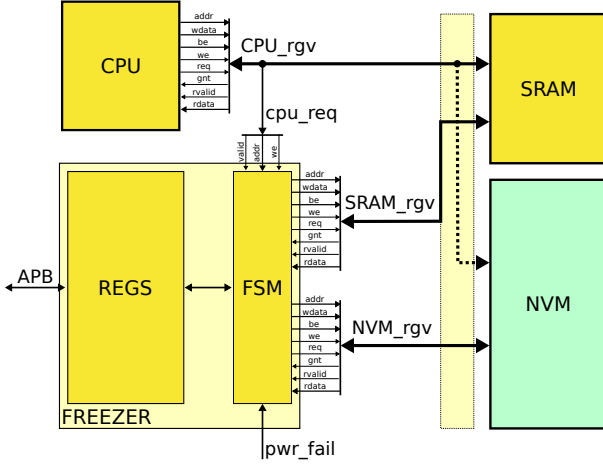 CPU
addr
wdata
be
we
req
gnt
rvalid
rdata
CPU_rgv
SRAM
cpu_req
valid
addr
we
addr
wdata
be
we
req
gnt
rvalid
rdata
SRAM_rgv
APB
REGS
FSM
addr
wdata
be
we
req
gnt
rvalid
rdata
NVM_rgv
NVM
FREEZER
pwr_fail